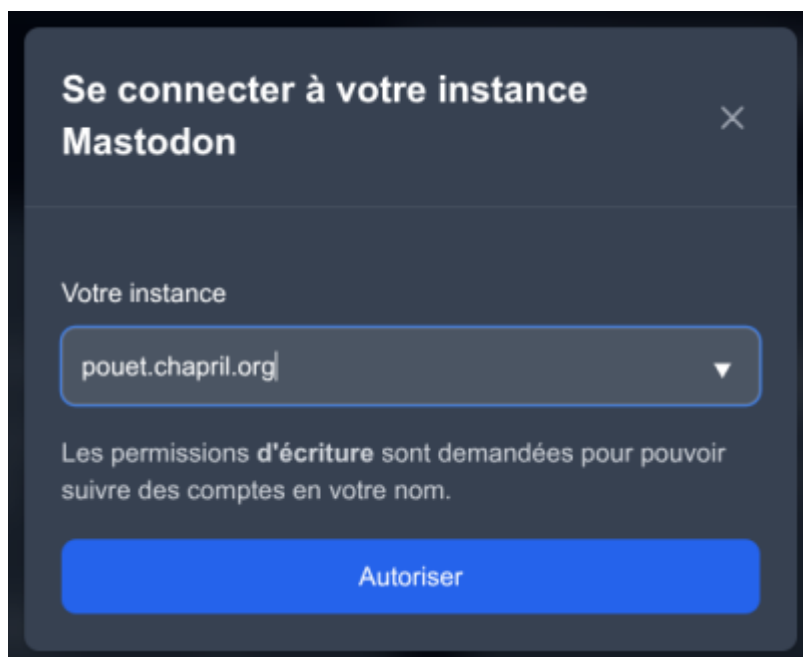 Se connecter à votre instance
Mastodon
Votre instance
pouet.chapril.org
Les permissions d'écriture sont demandées pour pouvoir
suivre des comptes en votre nom.
Autoriser